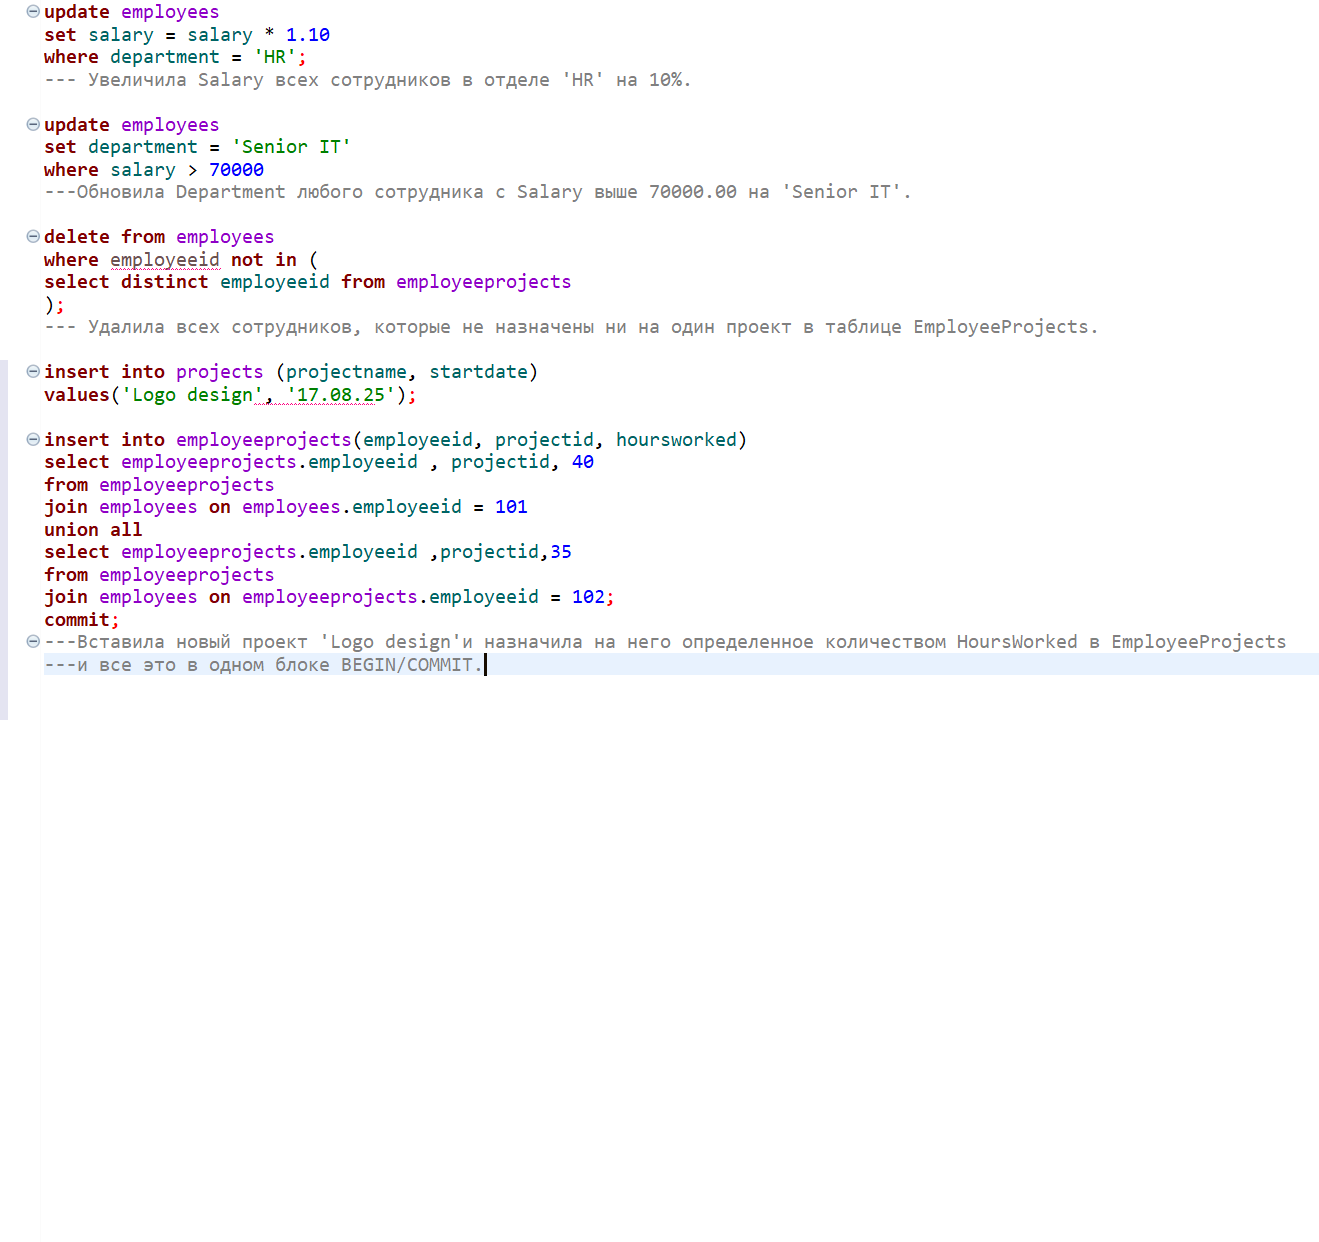 update employees
set salary = salary * 1.10
where department = 'HR';
--- Увеличила Salary всех сотрудников в отделе 'HR' на 10%.
update employees
set department = 'Senior IT'
where salary > 70000
---Обновила Department любого сотрудника с Salary выше 70000.00 на 'Senior IT'.
delete from employees
where employeeid not in (
select distinct employeeid from employeeprojects
);
--- Удалила всех сотрудников, которые не назначены ни на один проект в таблице EmployeeProjects.
insert into projects (projectname, startdate)
values('Logo design', '17.08.25');
insert into employeeprojects(employeeid, projectid, hoursworked)
select employeeprojects.employeeid , projectid, 40
from employeeprojects
join employees on employees.employeeid = 101
union all
select employeeprojects.employeeid ,projectid,35
from employeeprojects
join employees on employeeprojects.employeeid = 102;
commit;
---Вставила новый проект 'Logo design'и назначила на него определенное количеством HoursWorked в EmployeeProjects
---и все это в одном блоке BEGIN/COMMIT.